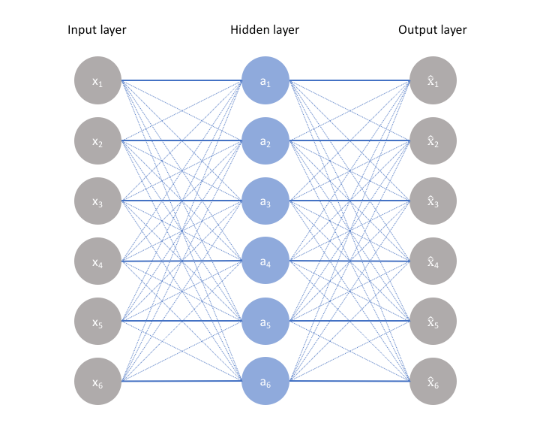 Input layer Hidden layer Output layer
x₁ a₁ x̂₁
x₂ a₂ x̂₂
x₃ a₃ x̂₃
x₄ a₄ x̂₄
x₅ a₅ x̂₅
x₆ a₆ x̂₆